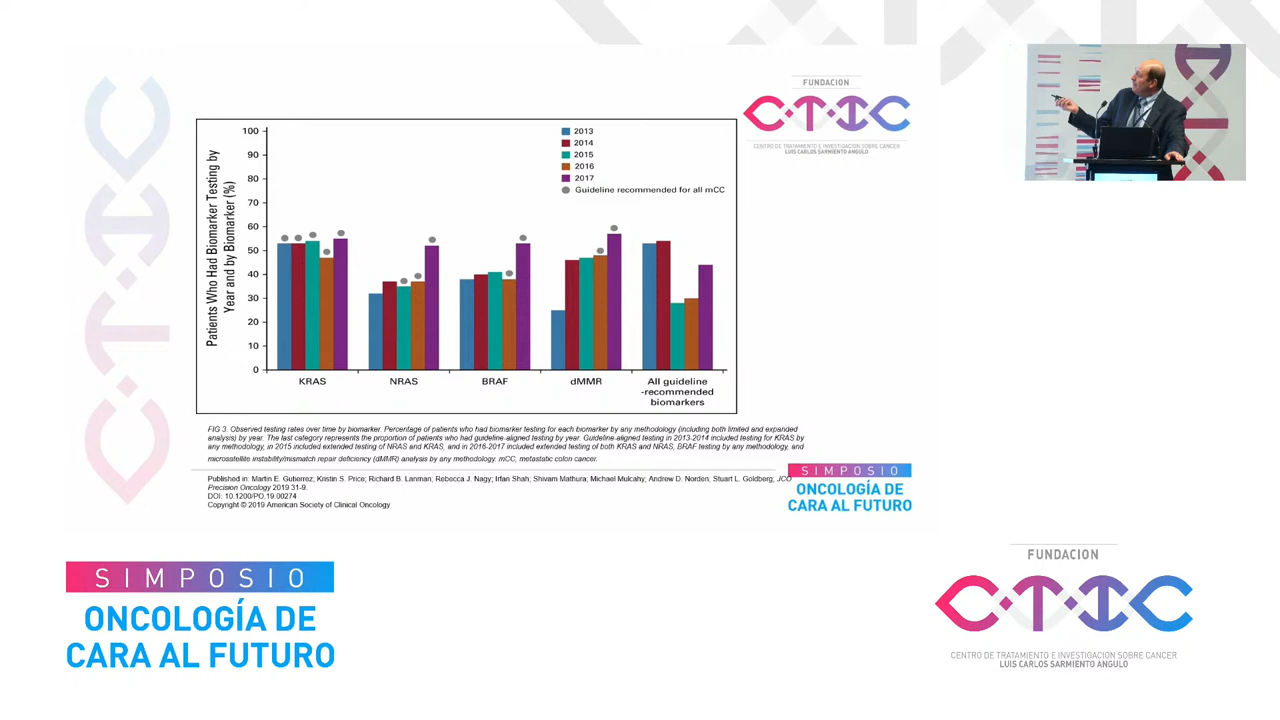 FUNDACION
CTIC
CENTRO DE TRATAMIENTO E INVESTIGACION SOBRE CANCER
LUIS CARLOS SARMIENTO ANGULO
CTIC
Patients Who Had Biomarker Testing by
Year and by Biomarker (%)
100
90
80
70
60
50
40
30
20
10
0
2013
2014
2015
2016
2017
Guideline recommended for all mCC
KRAS
NRAS
BRAF
dMMR
All guideline
-recommended
biomarkers
FIG 3. Observed testing rates over time by biomarker. Percentage of patients who had biomarker testing for each biomarker by any methodology (including both limited and expanded
analysis) by year. The last category represents the proportion of patients who had guideline-aligned testing by year. Guideline-aligned testing in 2013-2014 included testing for KRAS by
any methodology, in 2015 included extended testing of NRAS and KRAS, and in 2016-2017 included extended testing of both KRAS and NRAS, BRAF testing by any methodology, and
microsatellite instability/mismatch repair deficiency (dMMR) analysis by any methodology. mCC, metastatic colon cancer.
Published in: Martin E. Gutierrez; Kristin S. Price; Richard B. Lanman; Rebecca J. Nagy; Irfan Shah; Shivam Mathura; Michael Mulcahy; Andrew D. Norden; Stuart L. Goldberg; JCO
Precision Oncology 2019 31-9.
DOI: 10.1200/PO.19.00274
Copyright © 2019 American Society of Clinical Oncology
SIMPOSIO
ONCOLOGÍA DE
CARA AL FUTURO
SIMPOSIO
ONCOLOGÍA DE
CARA AL FUTURO
FUNDACION
CTIC
CENTRO DE TRATAMIENTO E INVESTIGACION SOBRE CANCER
LUIS CARLOS SARMIENTO ANGULO